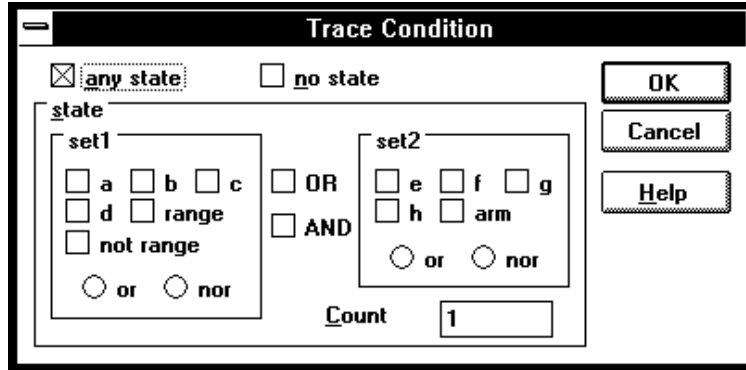 Trace Condition
any state no state
OK
state
Cancel
set1 set2
a b c OR e f g
Help
d range AND h arm
not range
or nor or nor
Count 1